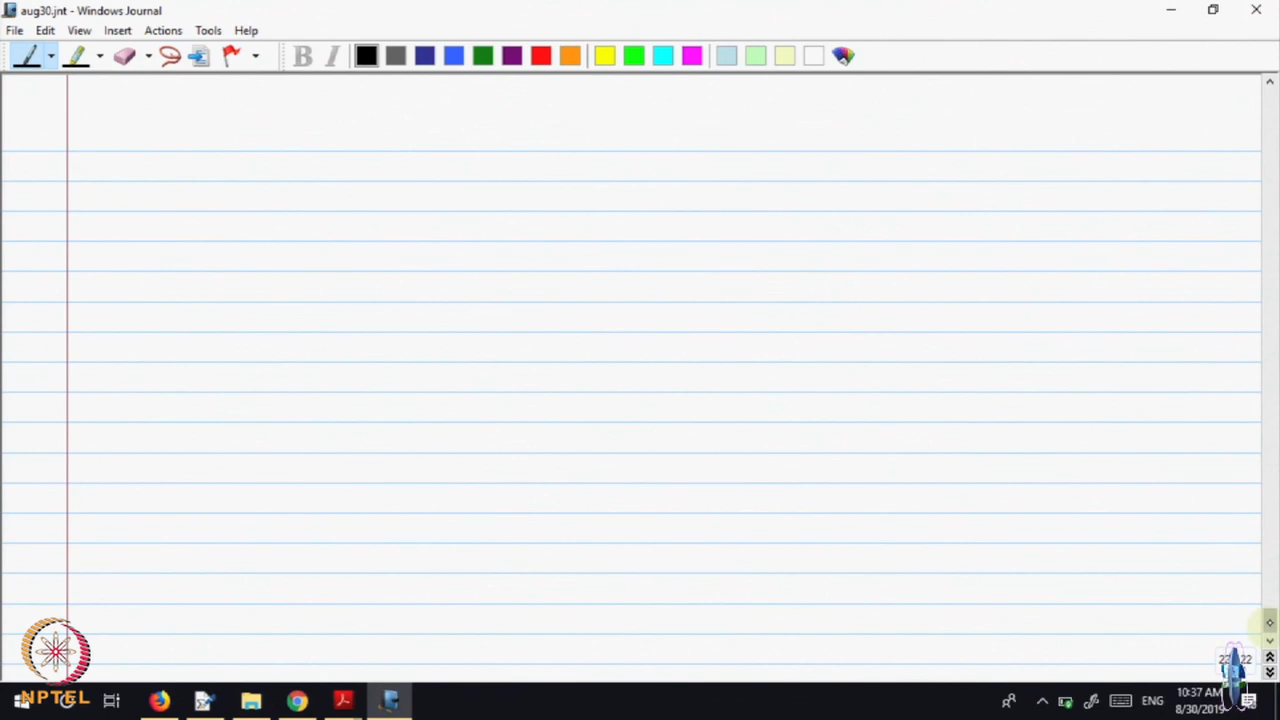 aug30.jnt - Windows Journal
File Edit View Insert Actions Tools Help
B I
NPTEL
ENG
10:37 AM
8/30/2019